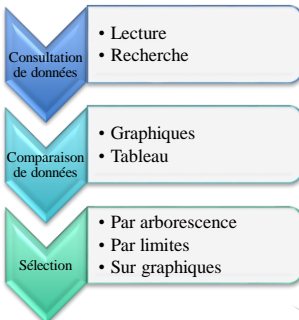 Consultation
de données
• Lecture
• Recherche
Comparaison
de données
• Graphiques
• Tableau
Sélection
• Par arborescence
• Par limites
• Sur graphiques